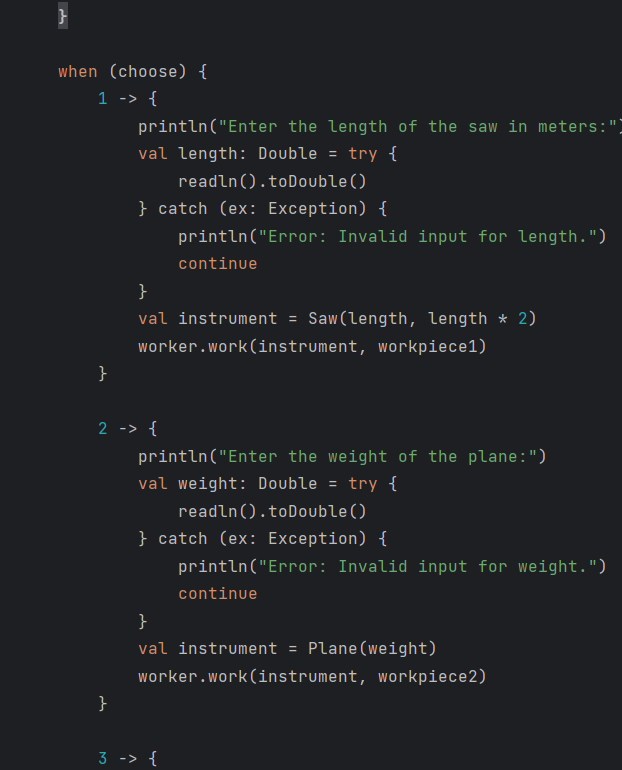 }
when (choose) {
1 -> {
println("Enter the length of the saw in meters:")
val length: Double = try {
readln().toDouble()
} catch (ex: Exception) {
println("Error: Invalid input for length.")
continue
}
val instrument = Saw(length, length * 2)
worker.work(instrument, workpiece1)
}
2 -> {
println("Enter the weight of the plane:")
val weight: Double = try {
readln().toDouble()
} catch (ex: Exception) {
println("Error: Invalid input for weight.")
continue
}
val instrument = Plane(weight)
worker.work(instrument, workpiece2)
}
3 -> {